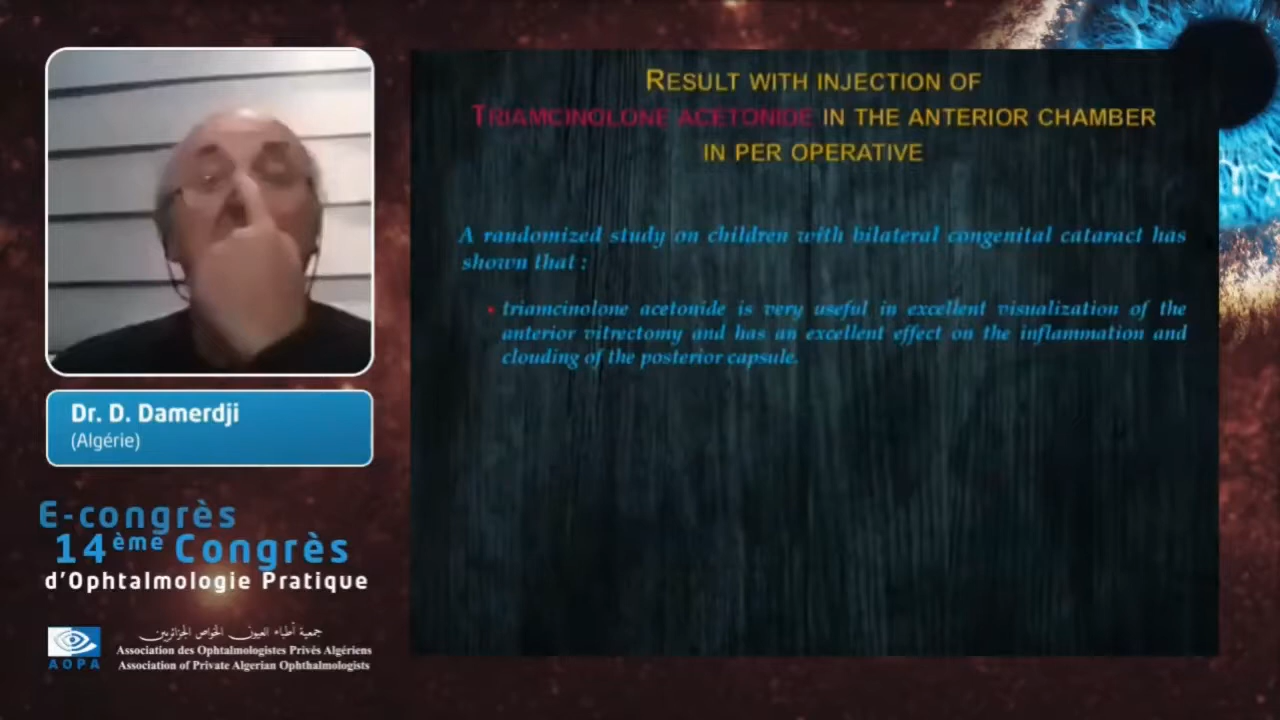 RESULT WITH INJECTION OF
TRIAMCINOLONE ACETONIDE IN THE ANTERIOR CHAMBER
IN PER OPERATIVE
A randomized study on children with bilateral congenital cataract has
shown that :
• triamcinolone acetonide is very useful in excellent visualization of the
anterior vitrectomy and has an excellent effect on the inflammation and
clouding of the posterior capsule.
Dr. D. Damerdji
(Algérie)
E-congrès
14ème Congrès
d’Ophtalmologie Pratique
جمعية أطباء العيون الخواص الجزائريين
AOPA
Association des Ophtalmologistes Privés Algériens
Association of Private Algerian Ophthalmologists